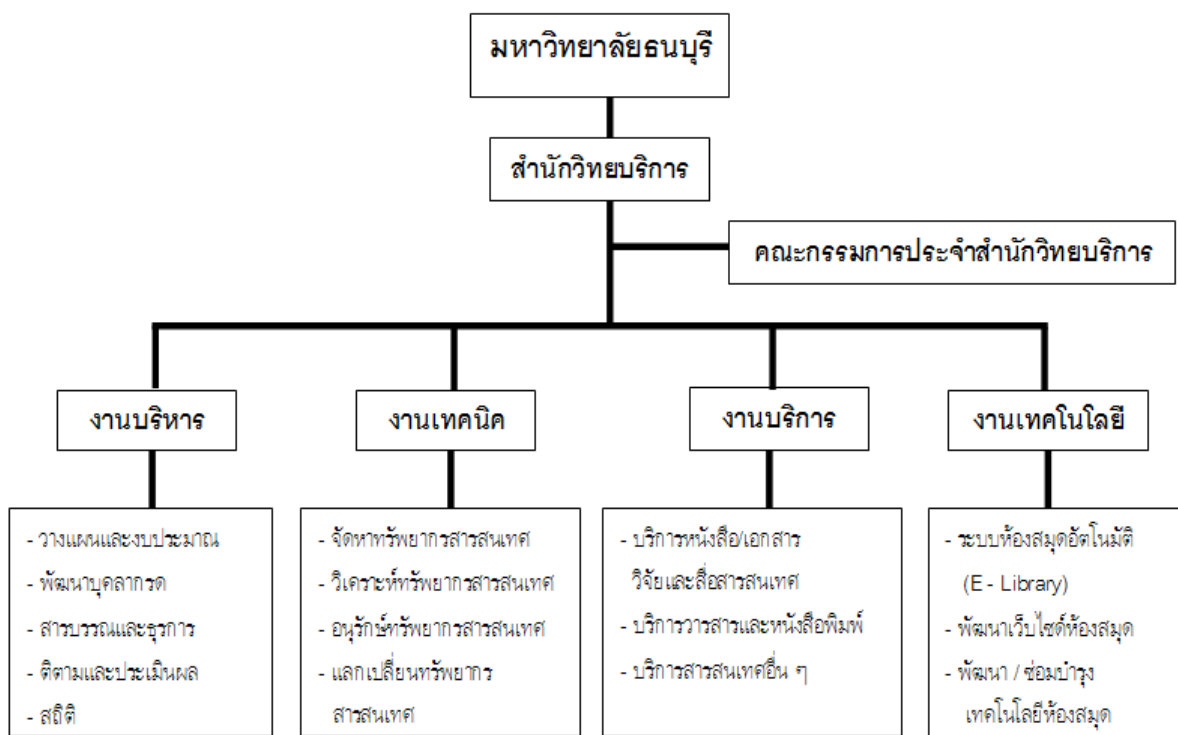 มหาวิทยาลัยธนบุรี
สำนักวิทยบริการ
คณะกรรมการประจำสำนักวิทยบริการ
งานบริหาร
งานเทคนิค
งานบริการ
งานเทคโนโลยี
- วางแผนและงบประมาณ
- พัฒนาบุคลากรด
- สารบรรณและธุรการ
- ติตามและประเมินผล
- สถิติ
- จัดหาทรัพยากรสารสนเทศ
- วิเคราะห์ทรัพยากรสารสนเทศ
- อนุรักษ์ทรัพยากรสารสนเทศ
- แลกเปลี่ยนทรัพยากร
สารสนเทศ
- บริการหนังสือ/เอกสาร
วิจัยและสื่อสารสนเทศ
- บริการวารสารและหนังสือพิมพ์
- บริการสารสนเทศอื่น ๆ
- ระบบห้องสมุดอัตโนมัติ
(E - Library)
- พัฒนาเว็บไซด์ห้องสมุด
- พัฒนา / ซ่อมบำรุง
เทคโนโลยีห้องสมุด